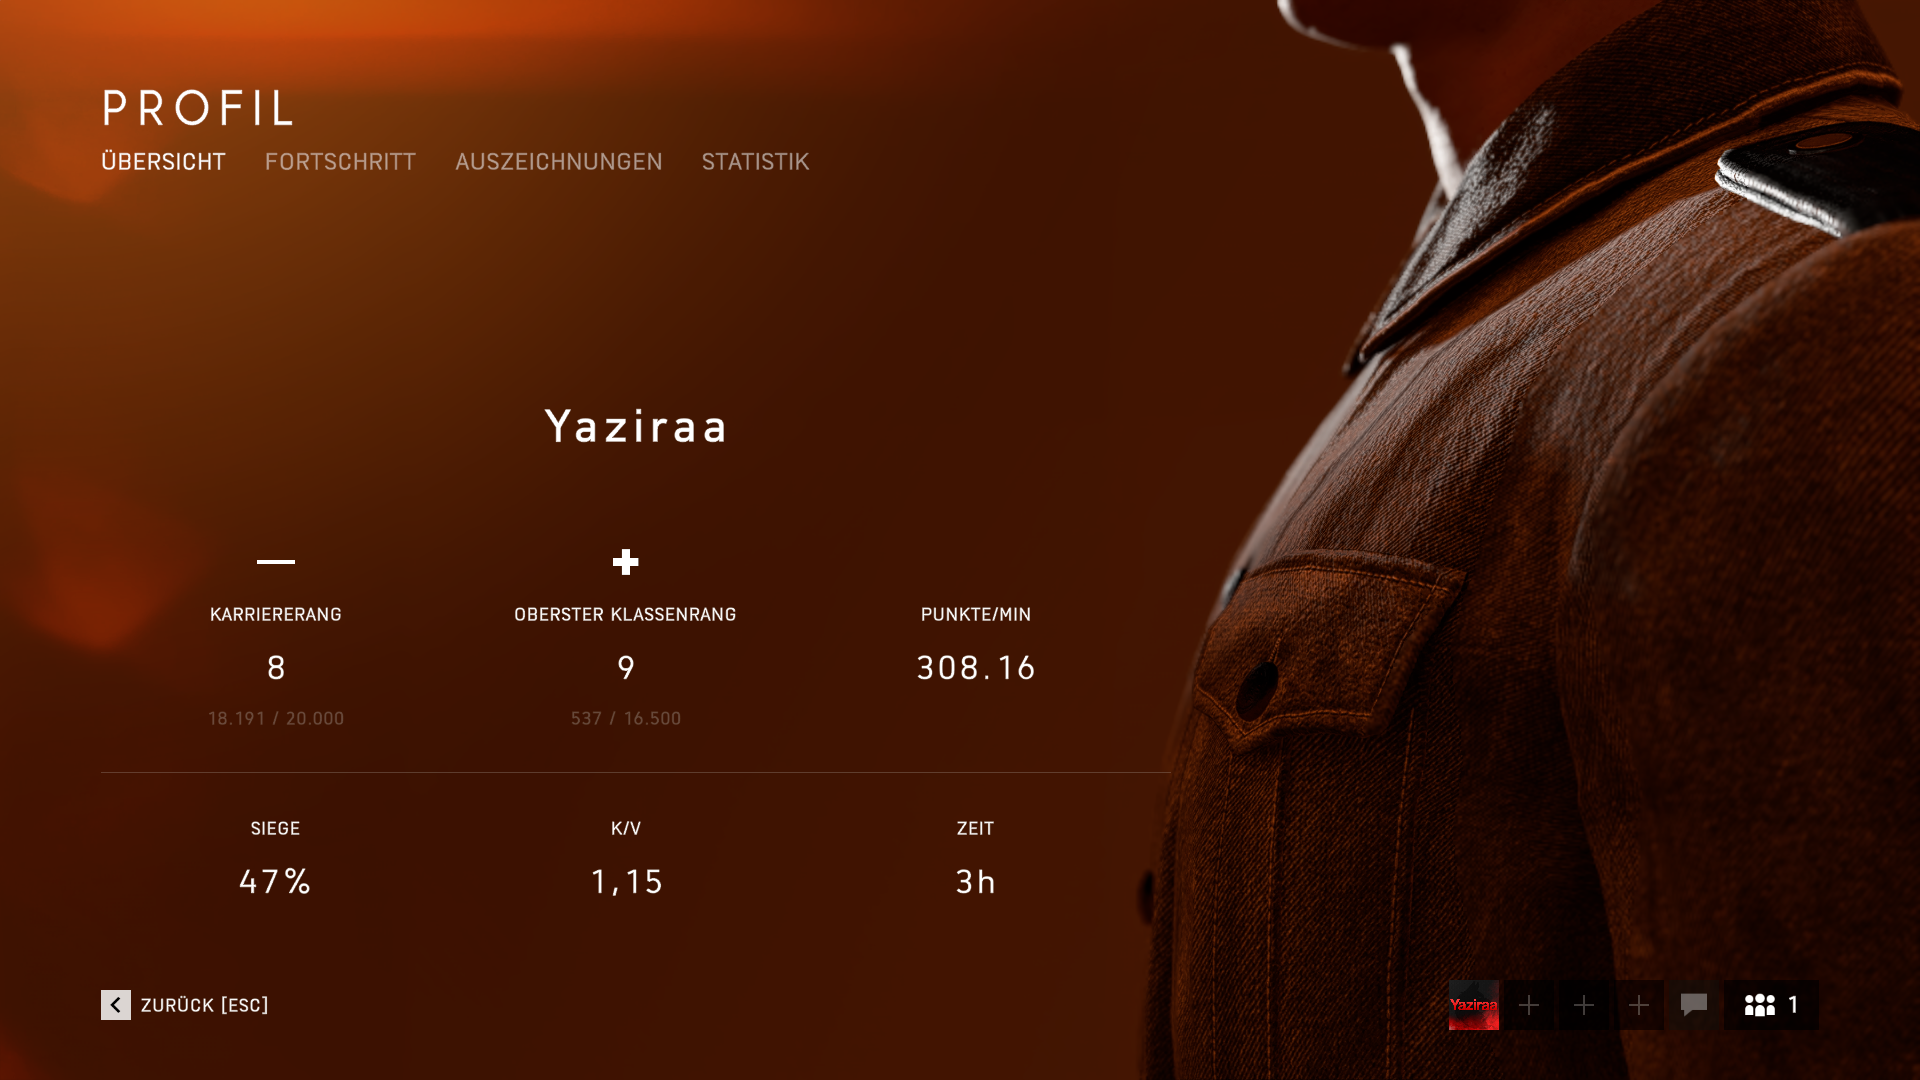 PROFIL
ÜBERSICHT FORTSCHRITT AUSZEICHNUNGEN STATISTIK
Yaziraa
KARRIERERANG OBERSTER KLASSENRANG PUNKTE/MIN
8 9 308.16
18.191 / 20.000 537 / 16.500
SIEGE K/V ZEIT
47% 1,15 3h
ZURÜCK [ESC] Yaziraa 1